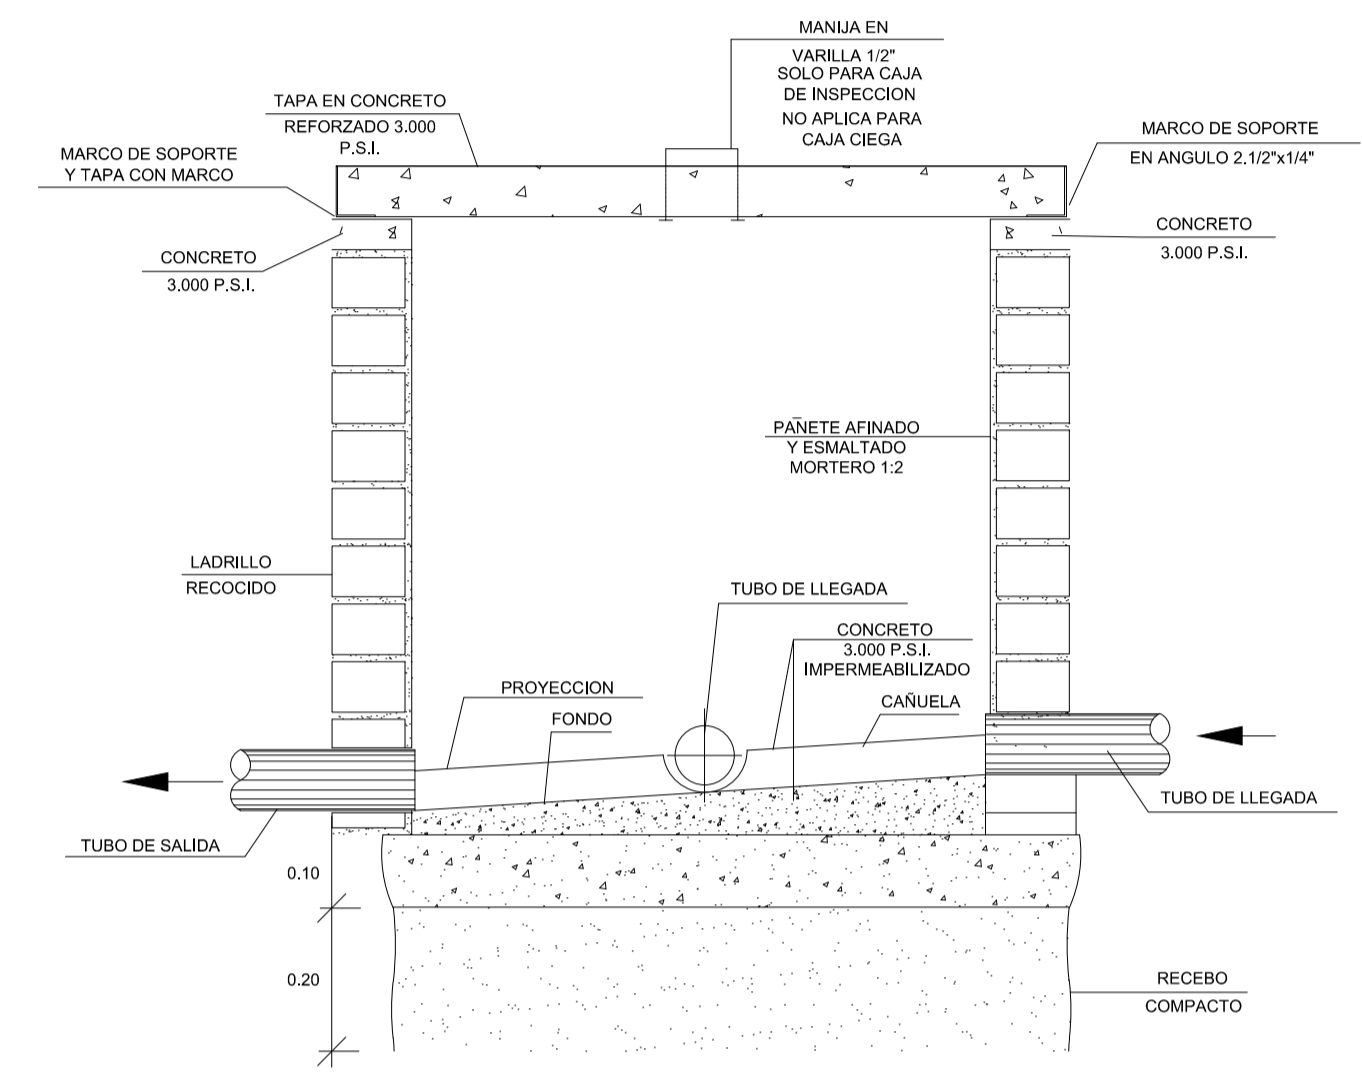 MANIJA EN
VARILLA 1/2"
SOLO PARA CAJA
DE INSPECCION
NO APLICA PARA
CAJA CIEGA
TAPA EN CONCRETO
REFORZADO 3.000
P.S.I.
MARCO DE SOPORTE
Y TAPA CON MARCO
MARCO DE SOPORTE
EN ANGULO 2.1/2"x1/4"
CONCRETO
3.000 P.S.I.
CONCRETO
3.000 P.S.I.
PAÑETE AFINADO
Y ESMALTADO
MORTERO 1:2
LADRILLO
RECOCIDO
TUBO DE LLEGADA
CONCRETO
3.000 P.S.I.
IMPERMEABILIZADO
PROYECCION
FONDO
CAÑUELA
TUBO DE LLEGADA
TUBO DE SALIDA
0.10
0.20
RECEBO
COMPACTO